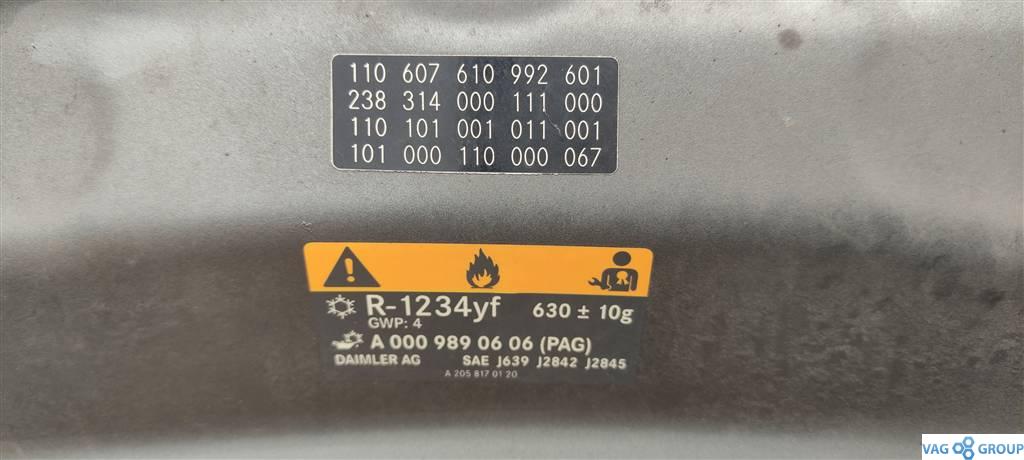 110 607 610 992 601
238 314 000 111 000
110 101 001 011 001
101 000 110 000 067
R-1234yf 630 ± 10g
GWP: 4
A 000 989 06 06 (PAG)
DAIMLER AG SAE J639 J2842 J2845
A 205 817 01 20
VAG GROUP